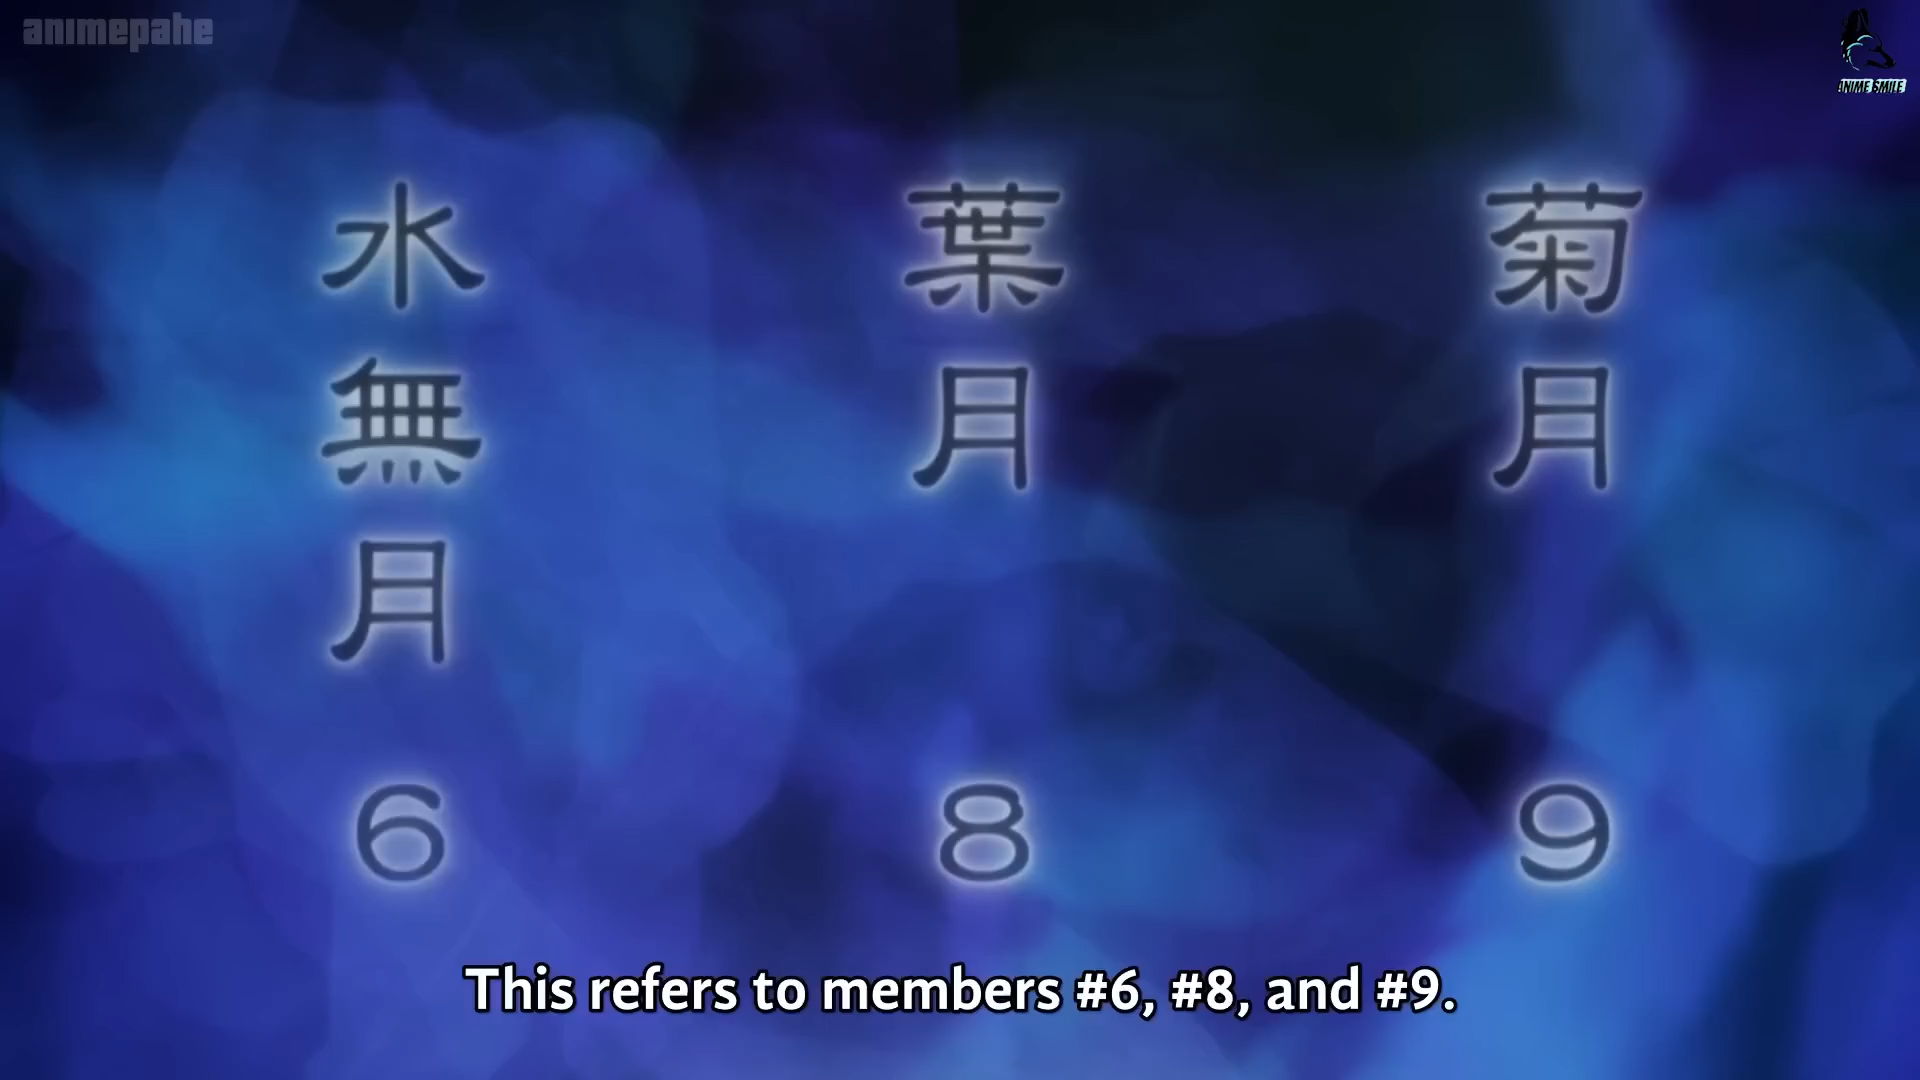 animepahe
ANIME SMILE
水無月
6
葉月
8
菊月
9
This refers to members #6, #8, and #9.